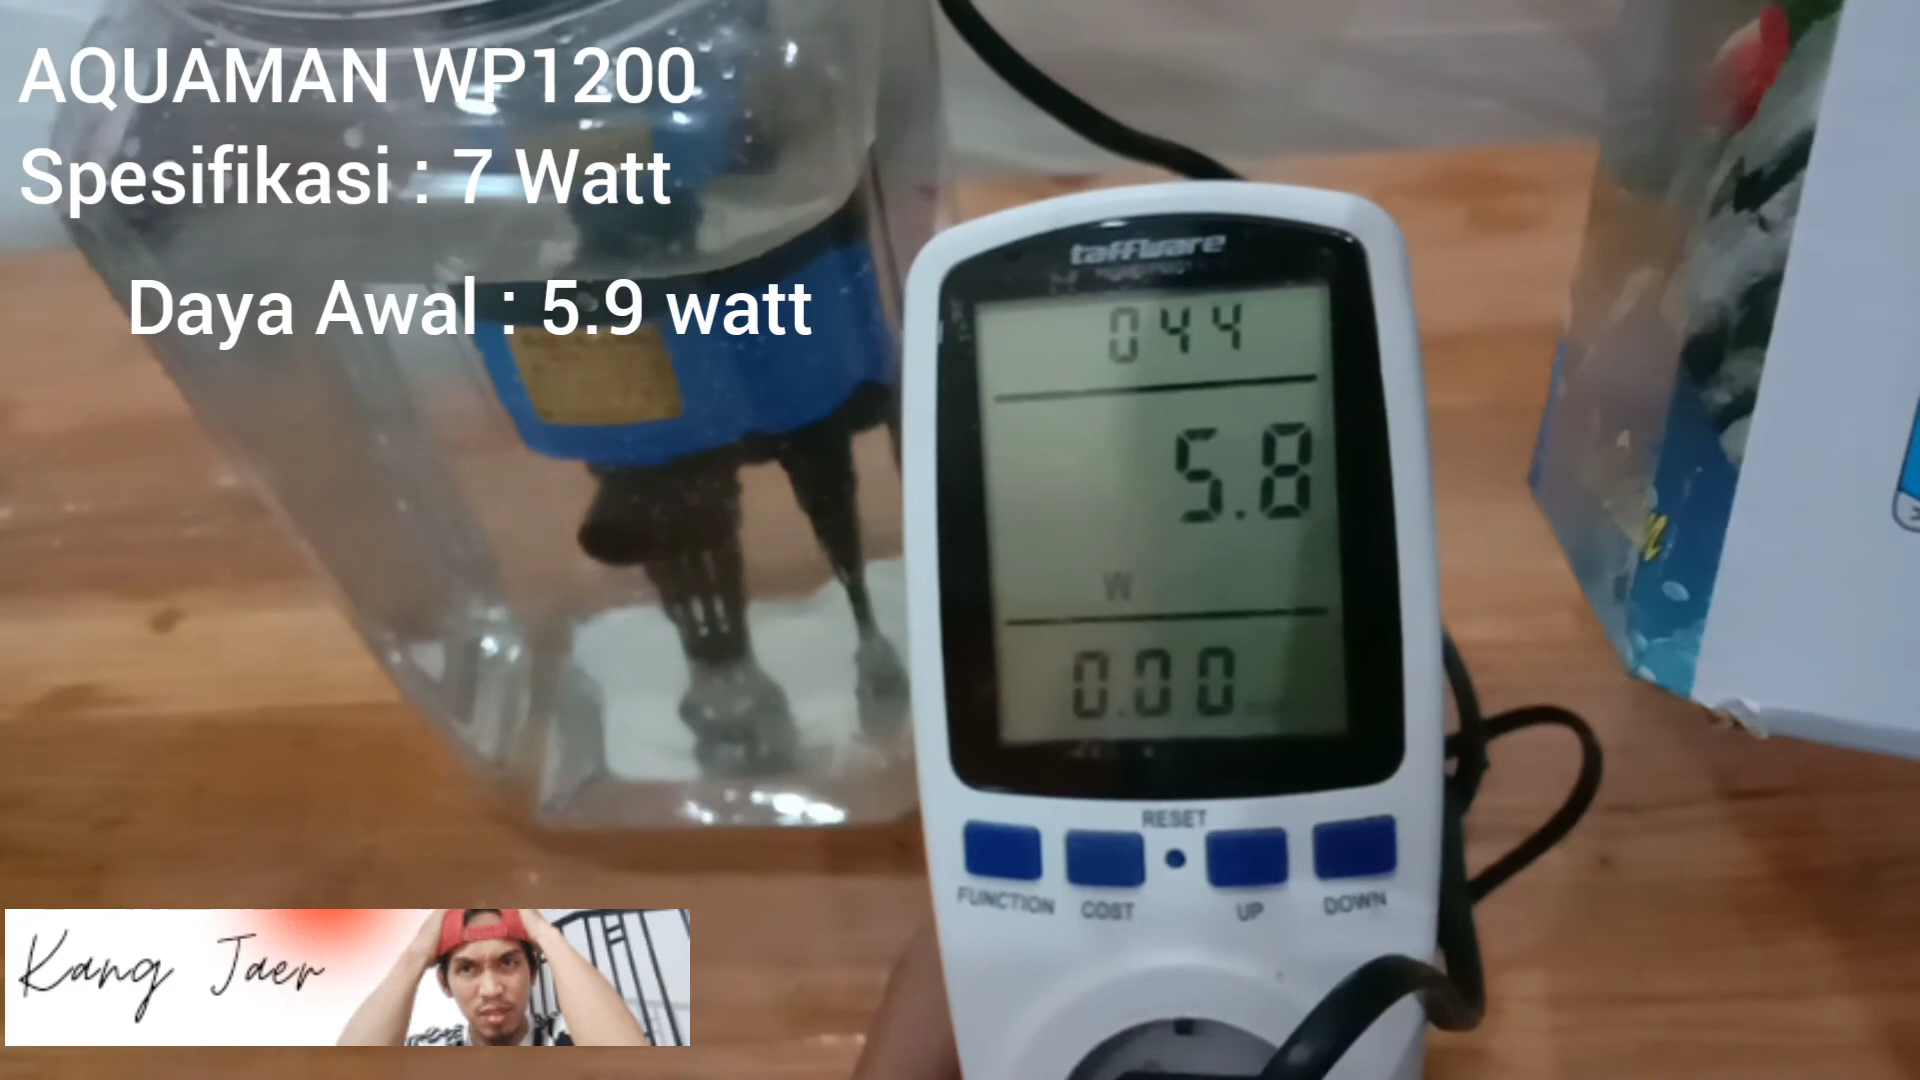 AQUAMAN WP1200
Spesifikasi : 7 Watt
Daya Awal : 5.9 watt
taffware
044
5.8
W
0.00
RESET
FUNCTION
COST
UP
DOWN
Kang Jaer